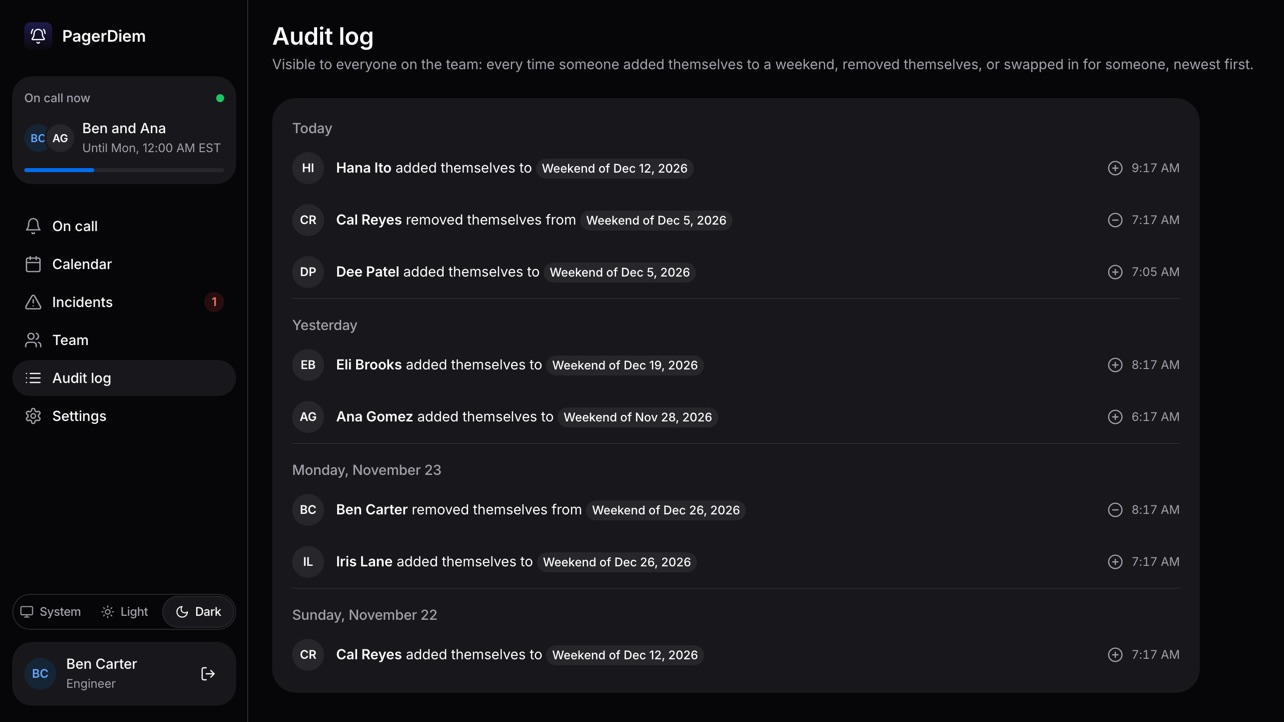 PagerDiem
On call now
BC AG Ben and Ana
Until Mon, 12:00 AM EST
On call
Calendar
Incidents 1
Team
Audit log
Settings
System Light Dark
BC Ben Carter
Engineer
Audit log
Visible to everyone on the team: every time someone added themselves to a weekend, removed themselves, or swapped in for someone, newest first.
Today
HI Hana Ito added themselves to Weekend of Dec 12, 2026 9:17 AM
CR Cal Reyes removed themselves from Weekend of Dec 5, 2026 7:17 AM
DP Dee Patel added themselves to Weekend of Dec 5, 2026 7:05 AM
Yesterday
EB Eli Brooks added themselves to Weekend of Dec 19, 2026 8:17 AM
AG Ana Gomez added themselves to Weekend of Nov 28, 2026 6:17 AM
Monday, November 23
BC Ben Carter removed themselves from Weekend of Dec 26, 2026 8:17 AM
IL Iris Lane added themselves to Weekend of Dec 26, 2026 7:17 AM
Sunday, November 22
CR Cal Reyes added themselves to Weekend of Dec 12, 2026 7:17 AM